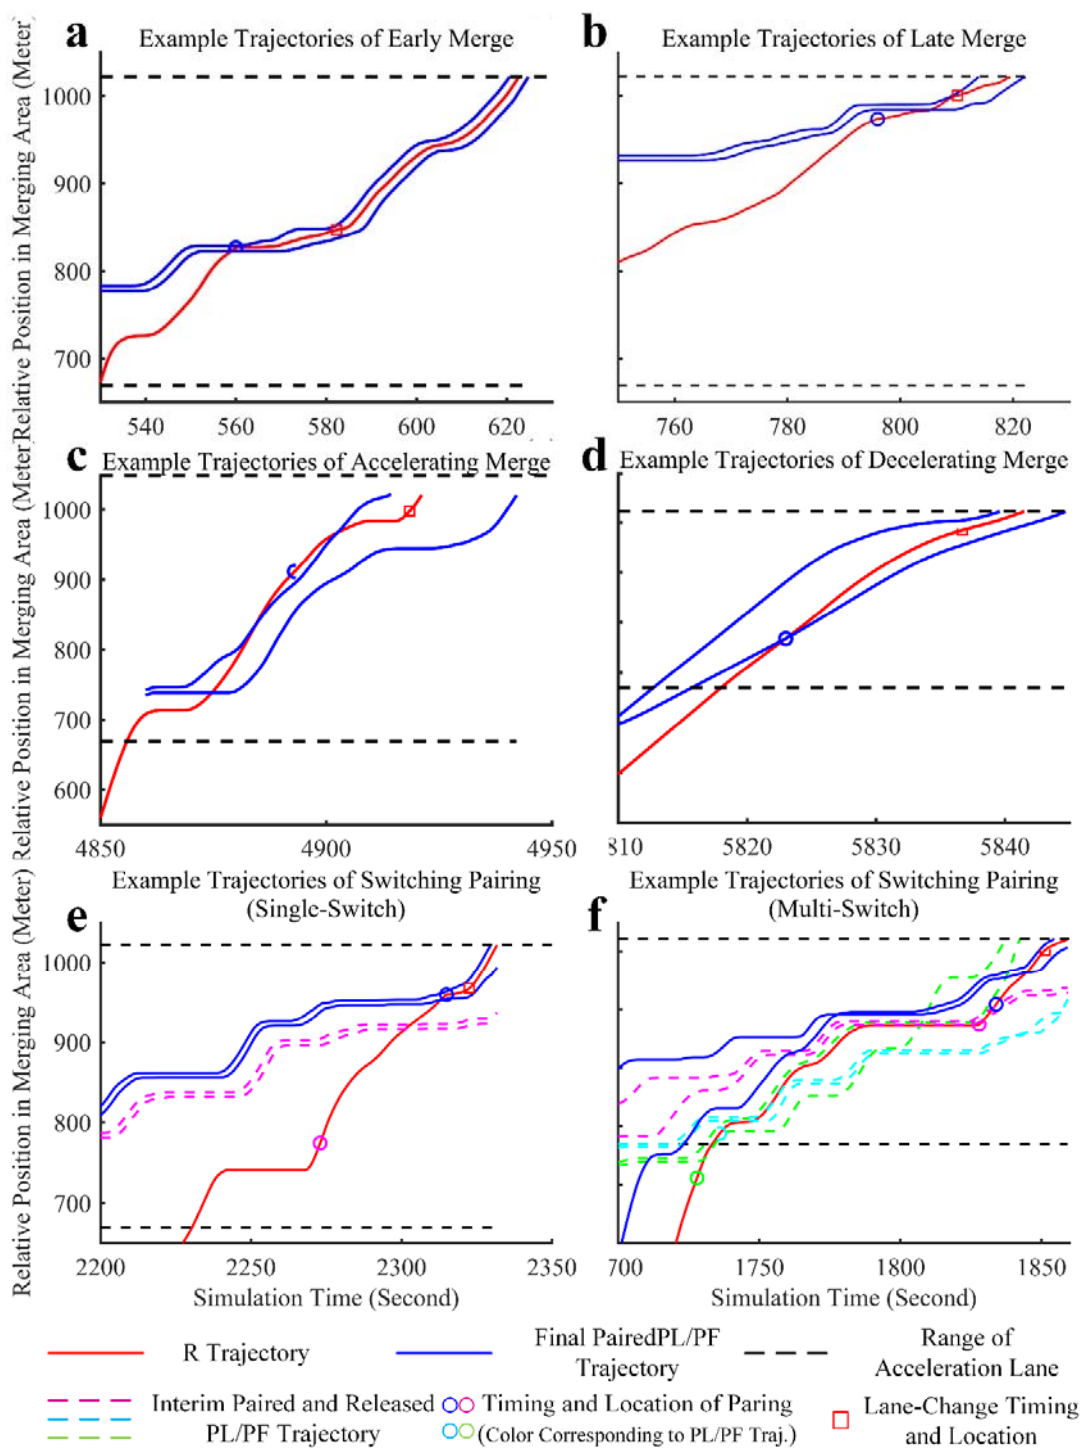 a
Example Trajectories of Early Merge
b
Example Trajectories of Late Merge
Relative Position in Merging Area (Meter
1000
900
800
700
540 560 580 600 620
760 780 800 820
c
Example Trajectories of Accelerating Merge
d
Example Trajectories of Decelerating Merge
Relative Position in Merging Area (Meter
1000
900
800
700
600
4850 4900 4950
810 5820 5830 5840
e
Example Trajectories of Switching Pairing
(Single-Switch)
f
Example Trajectories of Switching Pairing
(Multi-Switch)
Relative Position in Merging Area (Meter)
1000
900
800
700
2200 2250 2300 2350
Simulation Time (Second)
700 1750 1800 1850
Simulation Time (Second)
R Trajectory
Final PairedPL/PF
Trajectory
Range of
Acceleration Lane
Interim Paired and Released
PL/PF Trajectory
Timing and Location of Paring
(Color Corresponding to PL/PF Traj.)
Lane-Change Timing
and Location